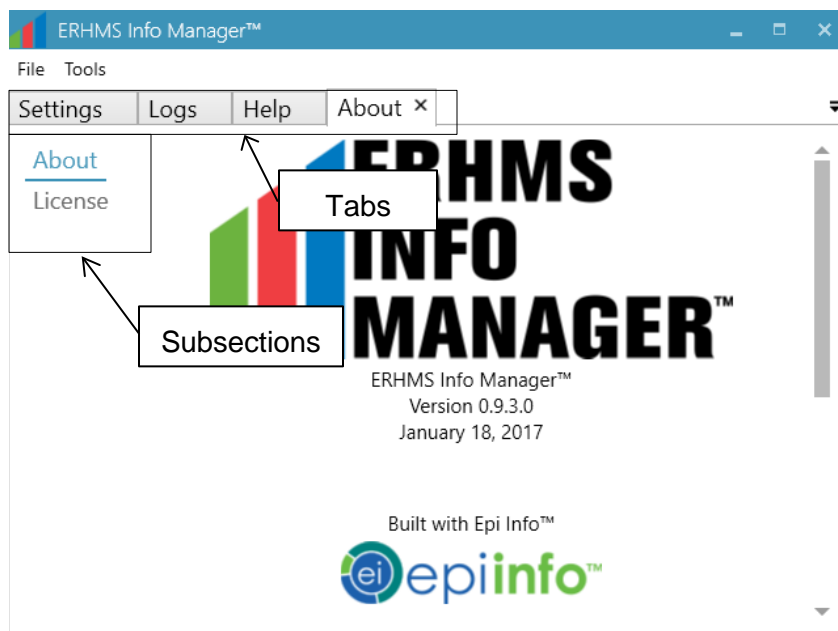 ERHMS Info Manager™
File Tools
Settings Logs Help About ×
About
License
Tabs
Subsections
ERHMS
INFO
MANAGER™
ERHMS Info Manager™
Version 0.9.3.0
January 18, 2017
Built with Epi Info™
ei epiinfo™